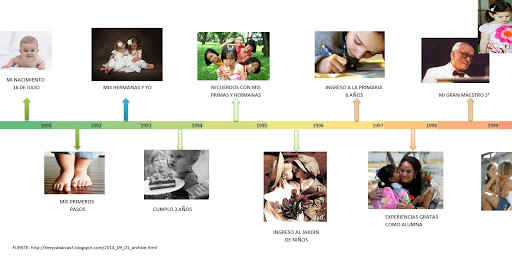 MI NACIMIENTO
16 DE JULIO
MIS HERMANAS Y YO
RECUERDOS CON MIS
PRIMAS Y HERMANAS
INGRESO A LA PRIMARIA
6 AÑOS
MI GRAN MAESTRO 3°
1991
1992
1993
1994
1995
1996
1997
1998
1999
MIS PRIMEROS
PASOS
CUMPLO 3 AÑOS
INGRESO AL JARDIN
DE NIÑOS
EXPERIENCIAS GRATAS
COMO ALUMNA
FUENTE: http://lineyoabarcas3.blogspot.com/2014_09_01_archive.html